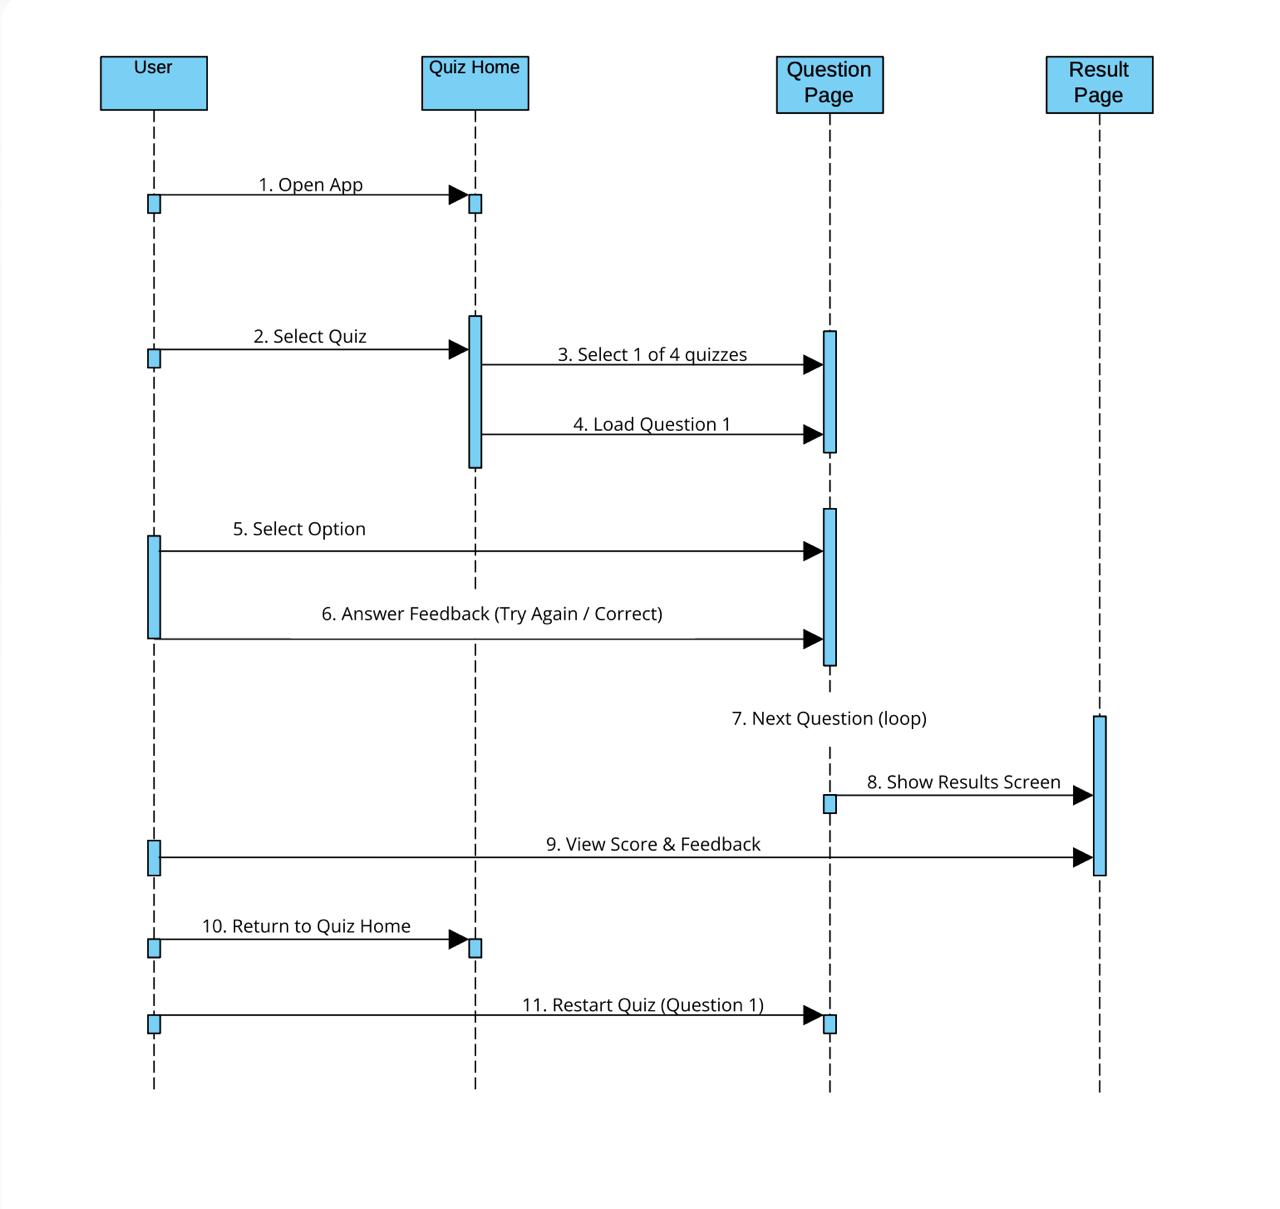 User
Quiz Home
Question
Page
Result
Page
1. Open App
2. Select Quiz
3. Select 1 of 4 quizzes
4. Load Question 1
5. Select Option
6. Answer Feedback (Try Again / Correct)
7. Next Question (loop)
8. Show Results Screen
9. View Score & Feedback
10. Return to Quiz Home
11. Restart Quiz (Question 1)